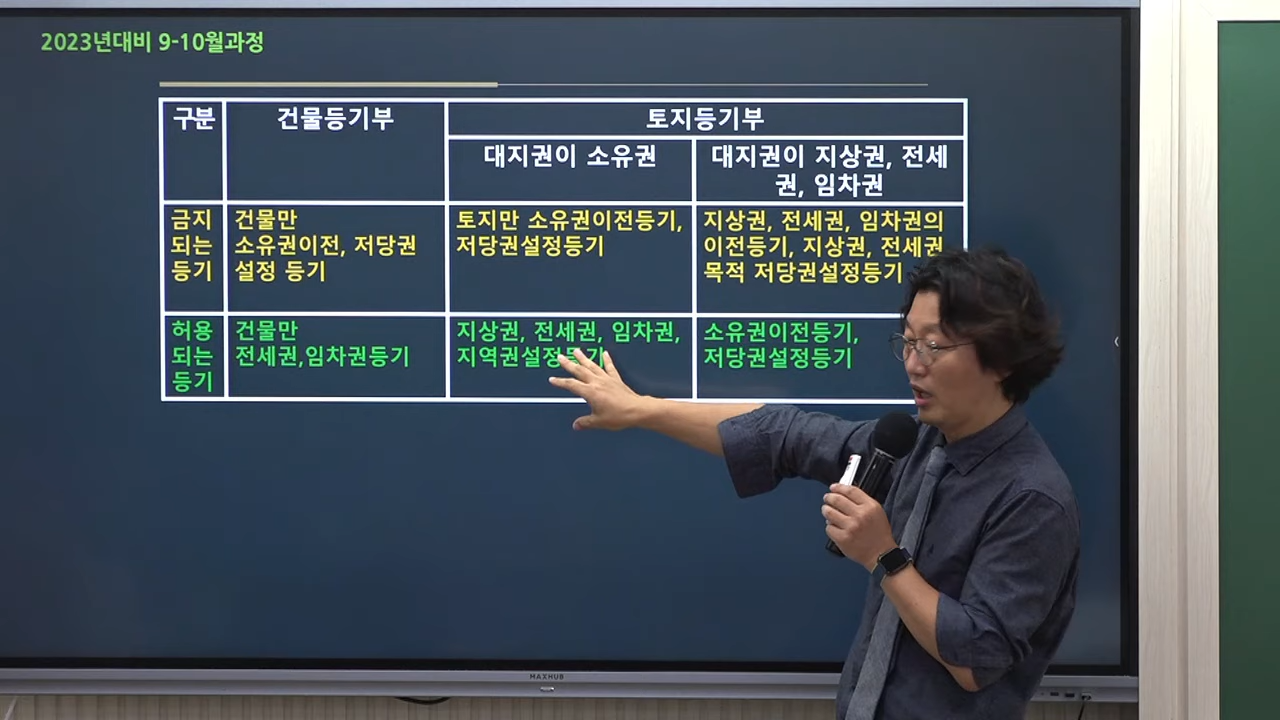 2023년대비 9-10월과정
구분
건물등기부
토지등기부
대지권이 소유권
대지권이 지상권, 전세
권, 임차권
금지
되는
등기
건물만
소유권이전, 저당권
설정 등기
토지만 소유권이전등기,
저당권설정등기
지상권, 전세권, 임차권의
이전등기, 지상권, 전세권
목적 저당권설정등기
허용
되는
등기
건물만
전세권,임차권등기
지상권, 전세권, 임차권,
지역권설정등기
소유권이전등기,
저당권설정등기
MAXHUB